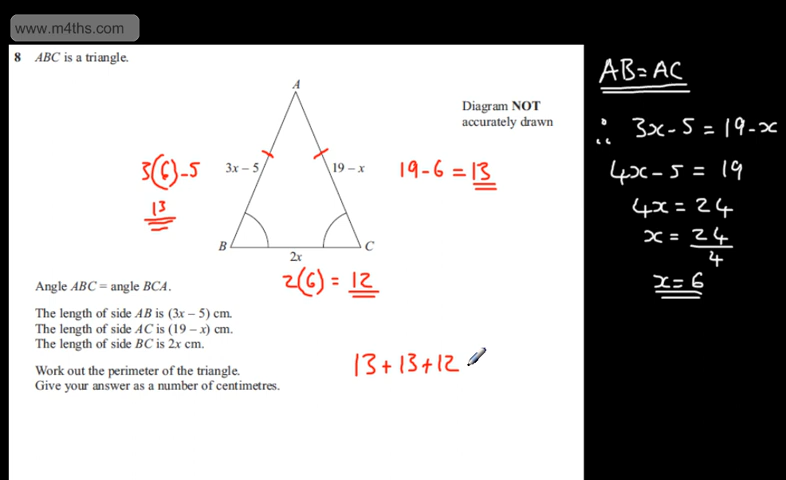 www.m4ths.com
8 ABC is a triangle.
A
Diagram NOT
accurately drawn
3x – 5
19 – x
B
C
2x
3(6)-5
13
19-6 = 13
2(6) = 12
Angle ABC = angle BCA.
The length of side AB is (3x – 5) cm.
The length of side AC is (19 – x) cm.
The length of side BC is 2x cm.
Work out the perimeter of the triangle.
Give your answer as a number of centimetres.
13+13+12
AB=AC
∴ 3x-5=19-x
4x-5=19
4x=24
x=24/4
x=6